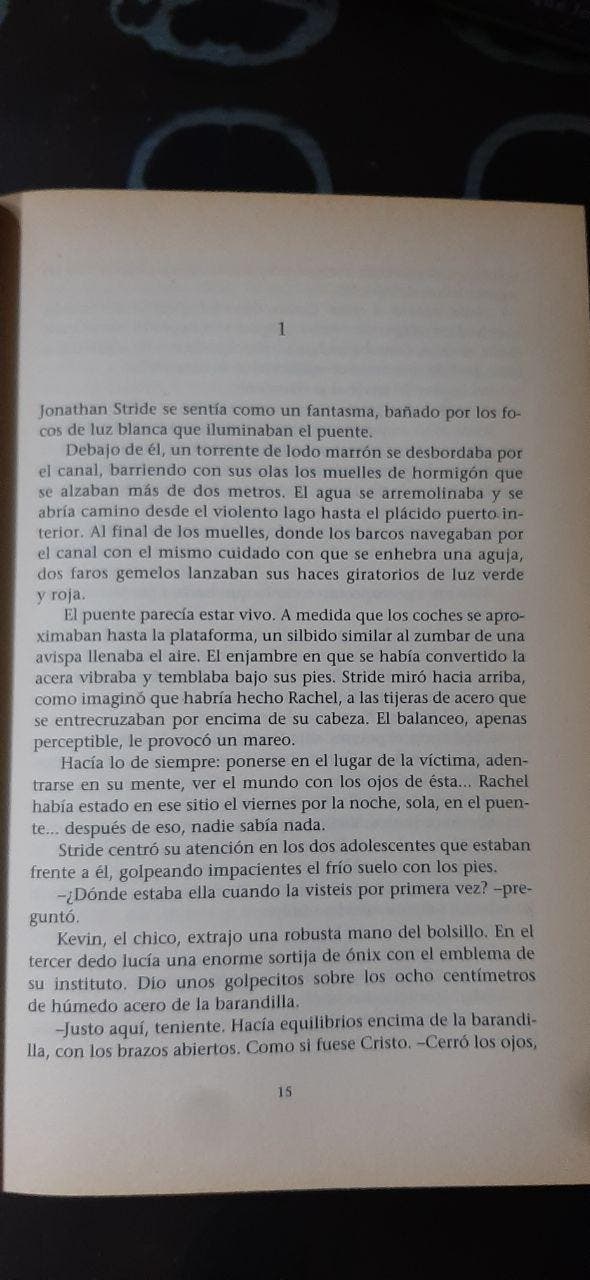 1
Jonathan Stride se sentía como un fantasma, bañado por los fo-
cos de luz blanca que iluminaban el puente.
Debajo de él, un torrente de lodo marrón se desbordaba por
el canal, barriendo con sus olas los muelles de hormigón que
se alzaban más de dos metros. El agua se arremolinaba y se
abría camino desde el violento lago hasta el plácido puerto in-
terior. Al final de los muelles, donde los barcos navegaban por
el canal con el mismo cuidado con que se enhebra una aguja,
dos faros gemelos lanzaban sus haces giratorios de luz verde
y roja.
El puente parecía estar vivo. A medida que los coches se apro-
ximaban hasta la plataforma, un silbido similar al zumbar de una
avispa llenaba el aire. El enjambre en que se había convertido la
acera vibraba y temblaba bajo sus pies. Stride miró hacia arriba,
como imaginó que habría hecho Rachel, a las tijeras de acero que
se entrecruzaban por encima de su cabeza. El balanceo, apenas
perceptible, le provocó un mareo.
Hacía lo de siempre: ponerse en el lugar de la víctima, aden-
trarse en su mente, ver el mundo con los ojos de ésta... Rachel
había estado en ese sitio el viernes por la noche, sola, en el puen-
te... después de eso, nadie sabía nada.
Stride centró su atención en los dos adolescentes que estaban
frente a él, golpeando impacientes el frío suelo con los pies.
–¿Dónde estaba ella cuando la visteis por primera vez? –pre-
guntó.
Kevin, el chico, extrajo una robusta mano del bolsillo. En el
tercer dedo lucía una enorme sortija de ónix con el emblema de
su instituto. Dio unos golpecitos sobre los ocho centímetros
de húmedo acero de la barandilla.
–Justo aquí, teniente. Hacía equilibrios encima de la barandi-
lla, con los brazos abiertos. Como si fuese Cristo. –Cerró los ojos,
15